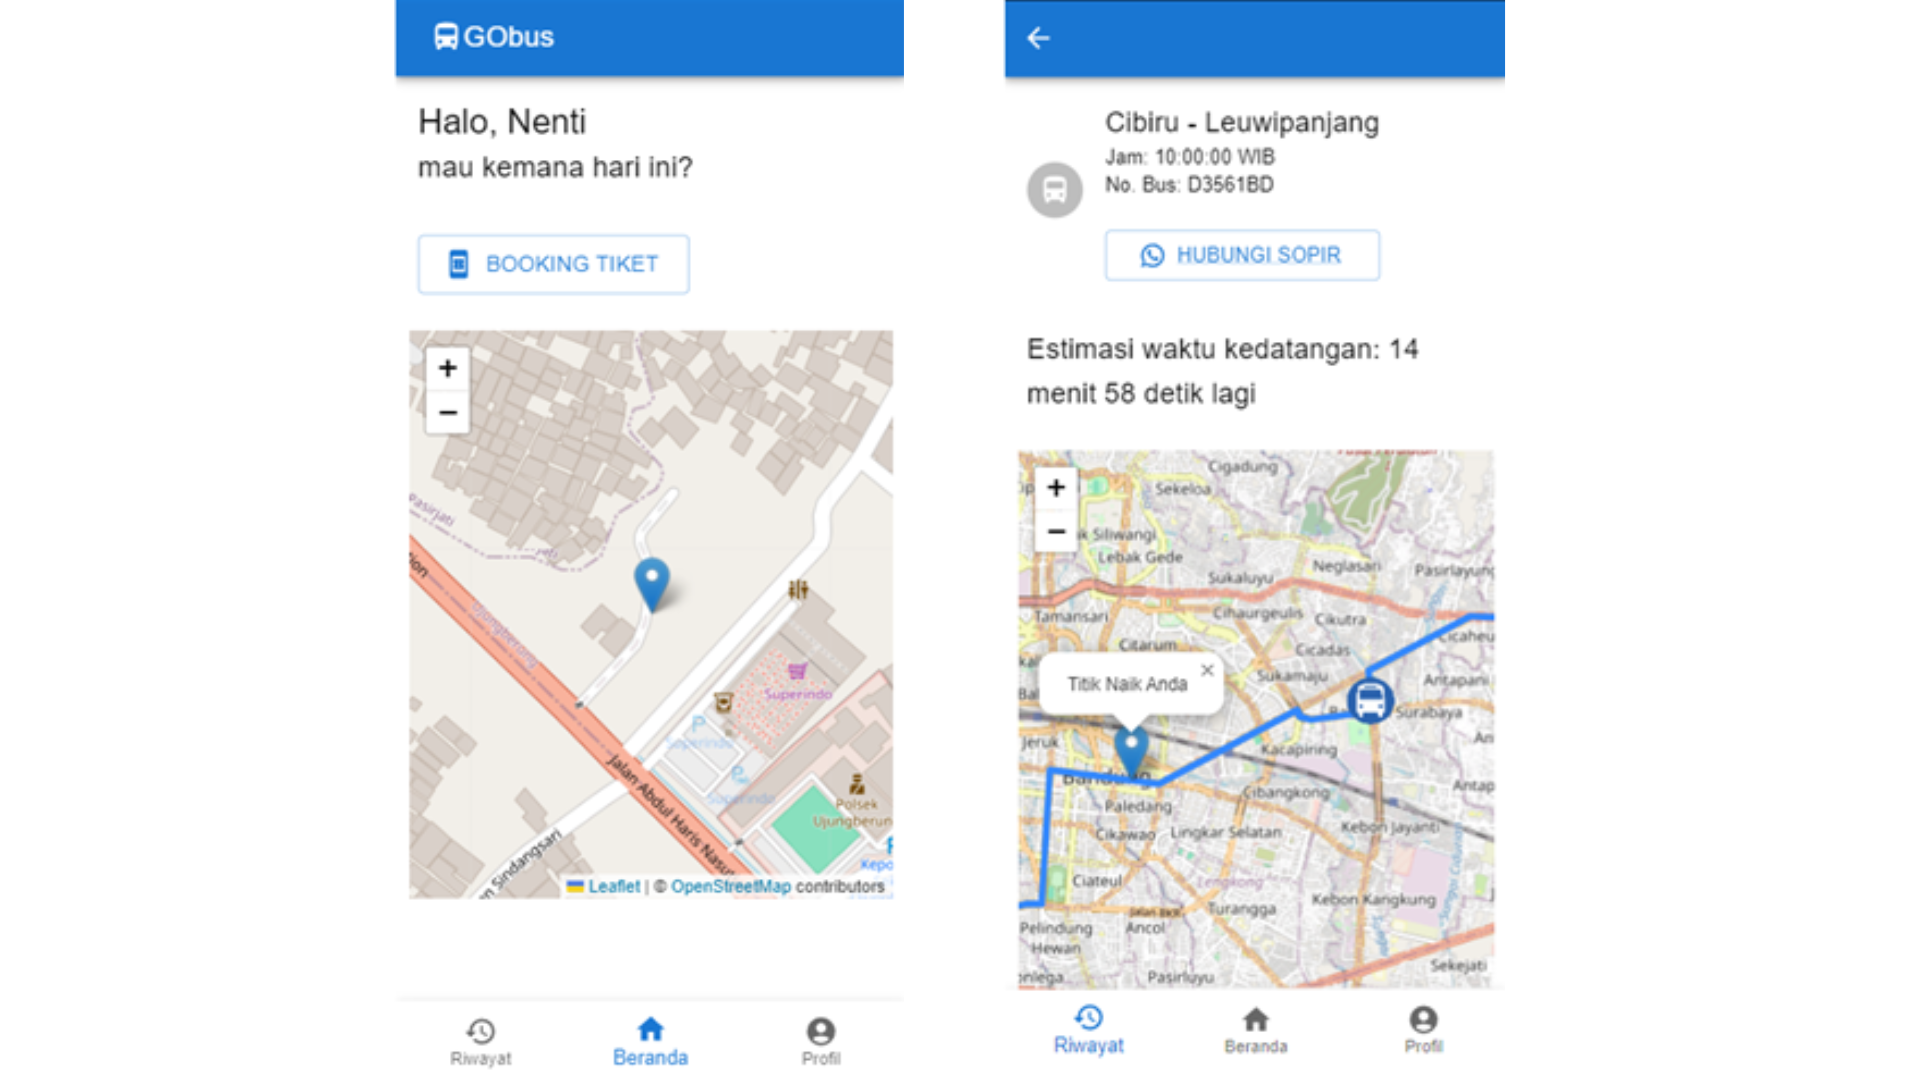 GObus
Halo, Nenti
mau kemana hari ini?
BOOKING TIKET
+
−
Pasirjati
Ujungberung
Superindo
P
Superindo
Superindo
Jalan Abdul Haris Nasu
Polsek
Ujungberun
Kepo
n Sindangsari
Leaflet | © OpenStreetMap contributors
Riwayat
Beranda
Profil
Cibiru - Leuwipanjang
Jam: 10:00:00 WIB
No. Bus: D3561BD
HUBUNGI SOPIR
Estimasi waktu kedatangan: 14
menit 58 detik lagi
+
−
Cigadung
Sekeloa
k Siliwangi
Lebak Gede
Neglasari
Pasirlayung
Sukaluyu
Tamansari
Cihaurgeulis
Cikutra
Cicaheu
Citarum
Cicadas
Sukamaju
Antapani
Titik Naik Anda
×
Surabaya
Jeruk
Kacapiring
An
Bandung
Cibangkong
Antap
Paledang
Cikawao
Lingkar Selatan
Kebon Jayanti
Ciateul
Lengkong
Turangga
Kebon Kangkung
Pelindung
Hewan
Ancol
Sekejati
Pasirluyu
Riwayat
Beranda
Profil